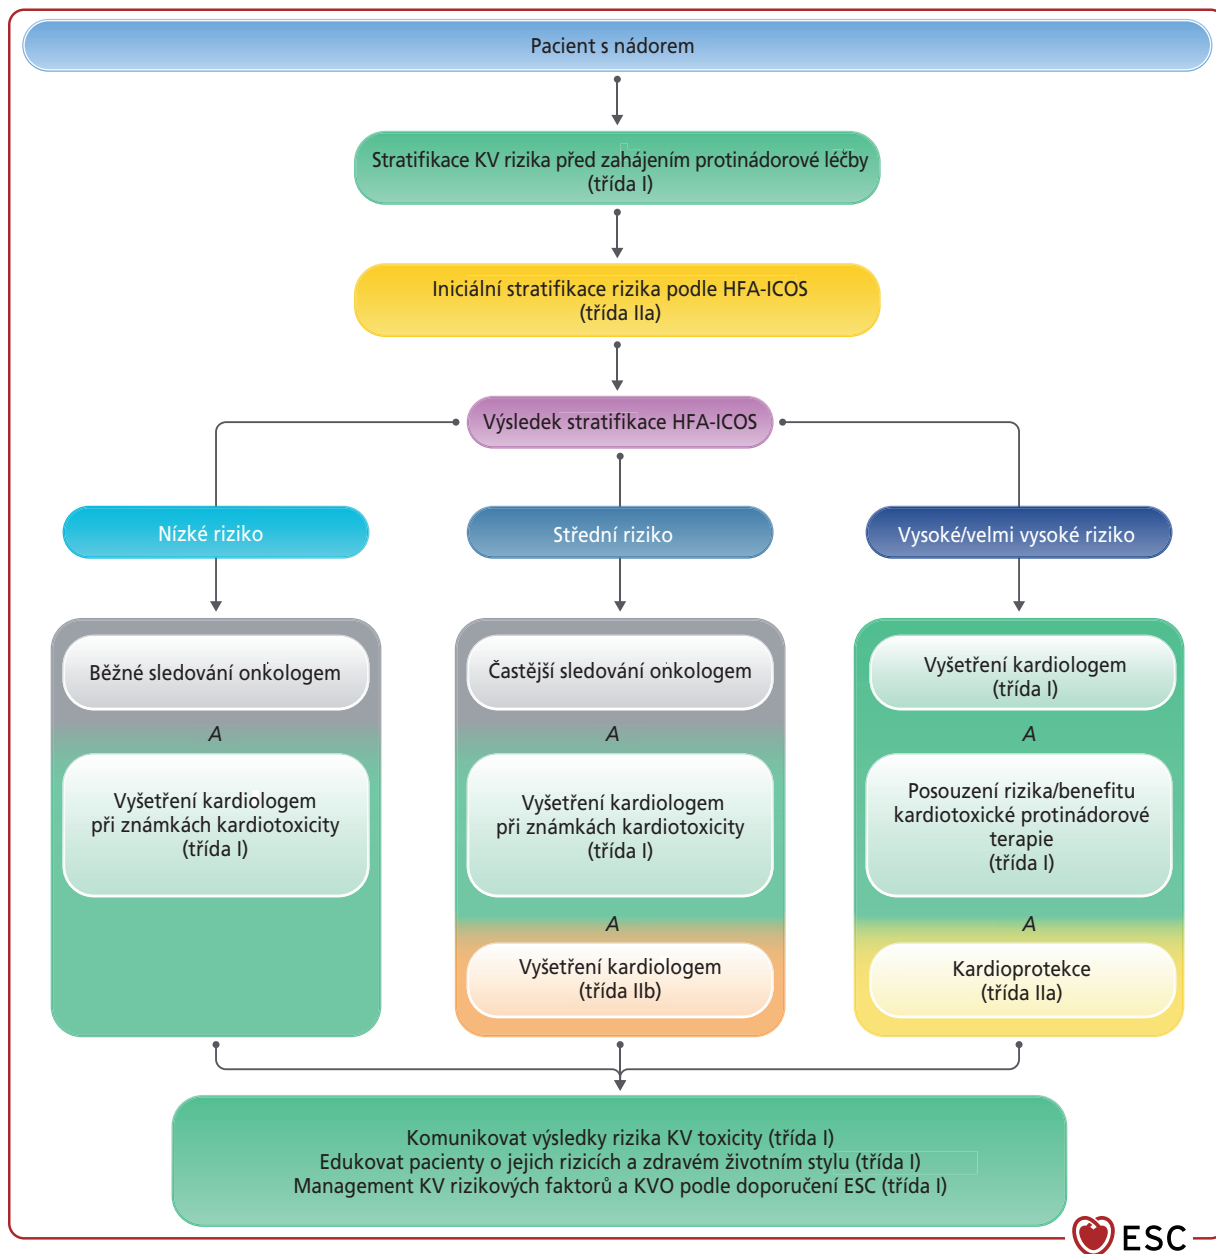 Pacient s nádorem
Stratifikace KV rizika před zahájením protinádorové léčby
(třída I)
Iniciální stratifikace rizika podle HFA-ICOS
(třída IIa)
Výsledek stratifikace HFA-ICOS
Nízké riziko
Střední riziko
Vysoké/velmi vysoké riziko
Běžné sledování onkologem
A
Vyšetření kardiologem
při známkách kardiotoxicity
(třída I)
Častější sledování onkologem
A
Vyšetření kardiologem
při známkách kardiotoxicity
(třída I)
A
Vyšetření kardiologem
(třída IIb)
Vyšetření kardiologem
(třída I)
A
Posouzení rizika/benefitu
kardiotoxické protinádorové
terapie
(třída I)
A
Kardioprotekce
(třída IIa)
Komunikovat výsledky rizika KV toxicity (třída I)
Edukovat pacienty o jejich rizicích a zdravém životním stylu (třída I)
Management KV rizikových faktorů a KVO podle doporučení ESC (třída I)
ESC